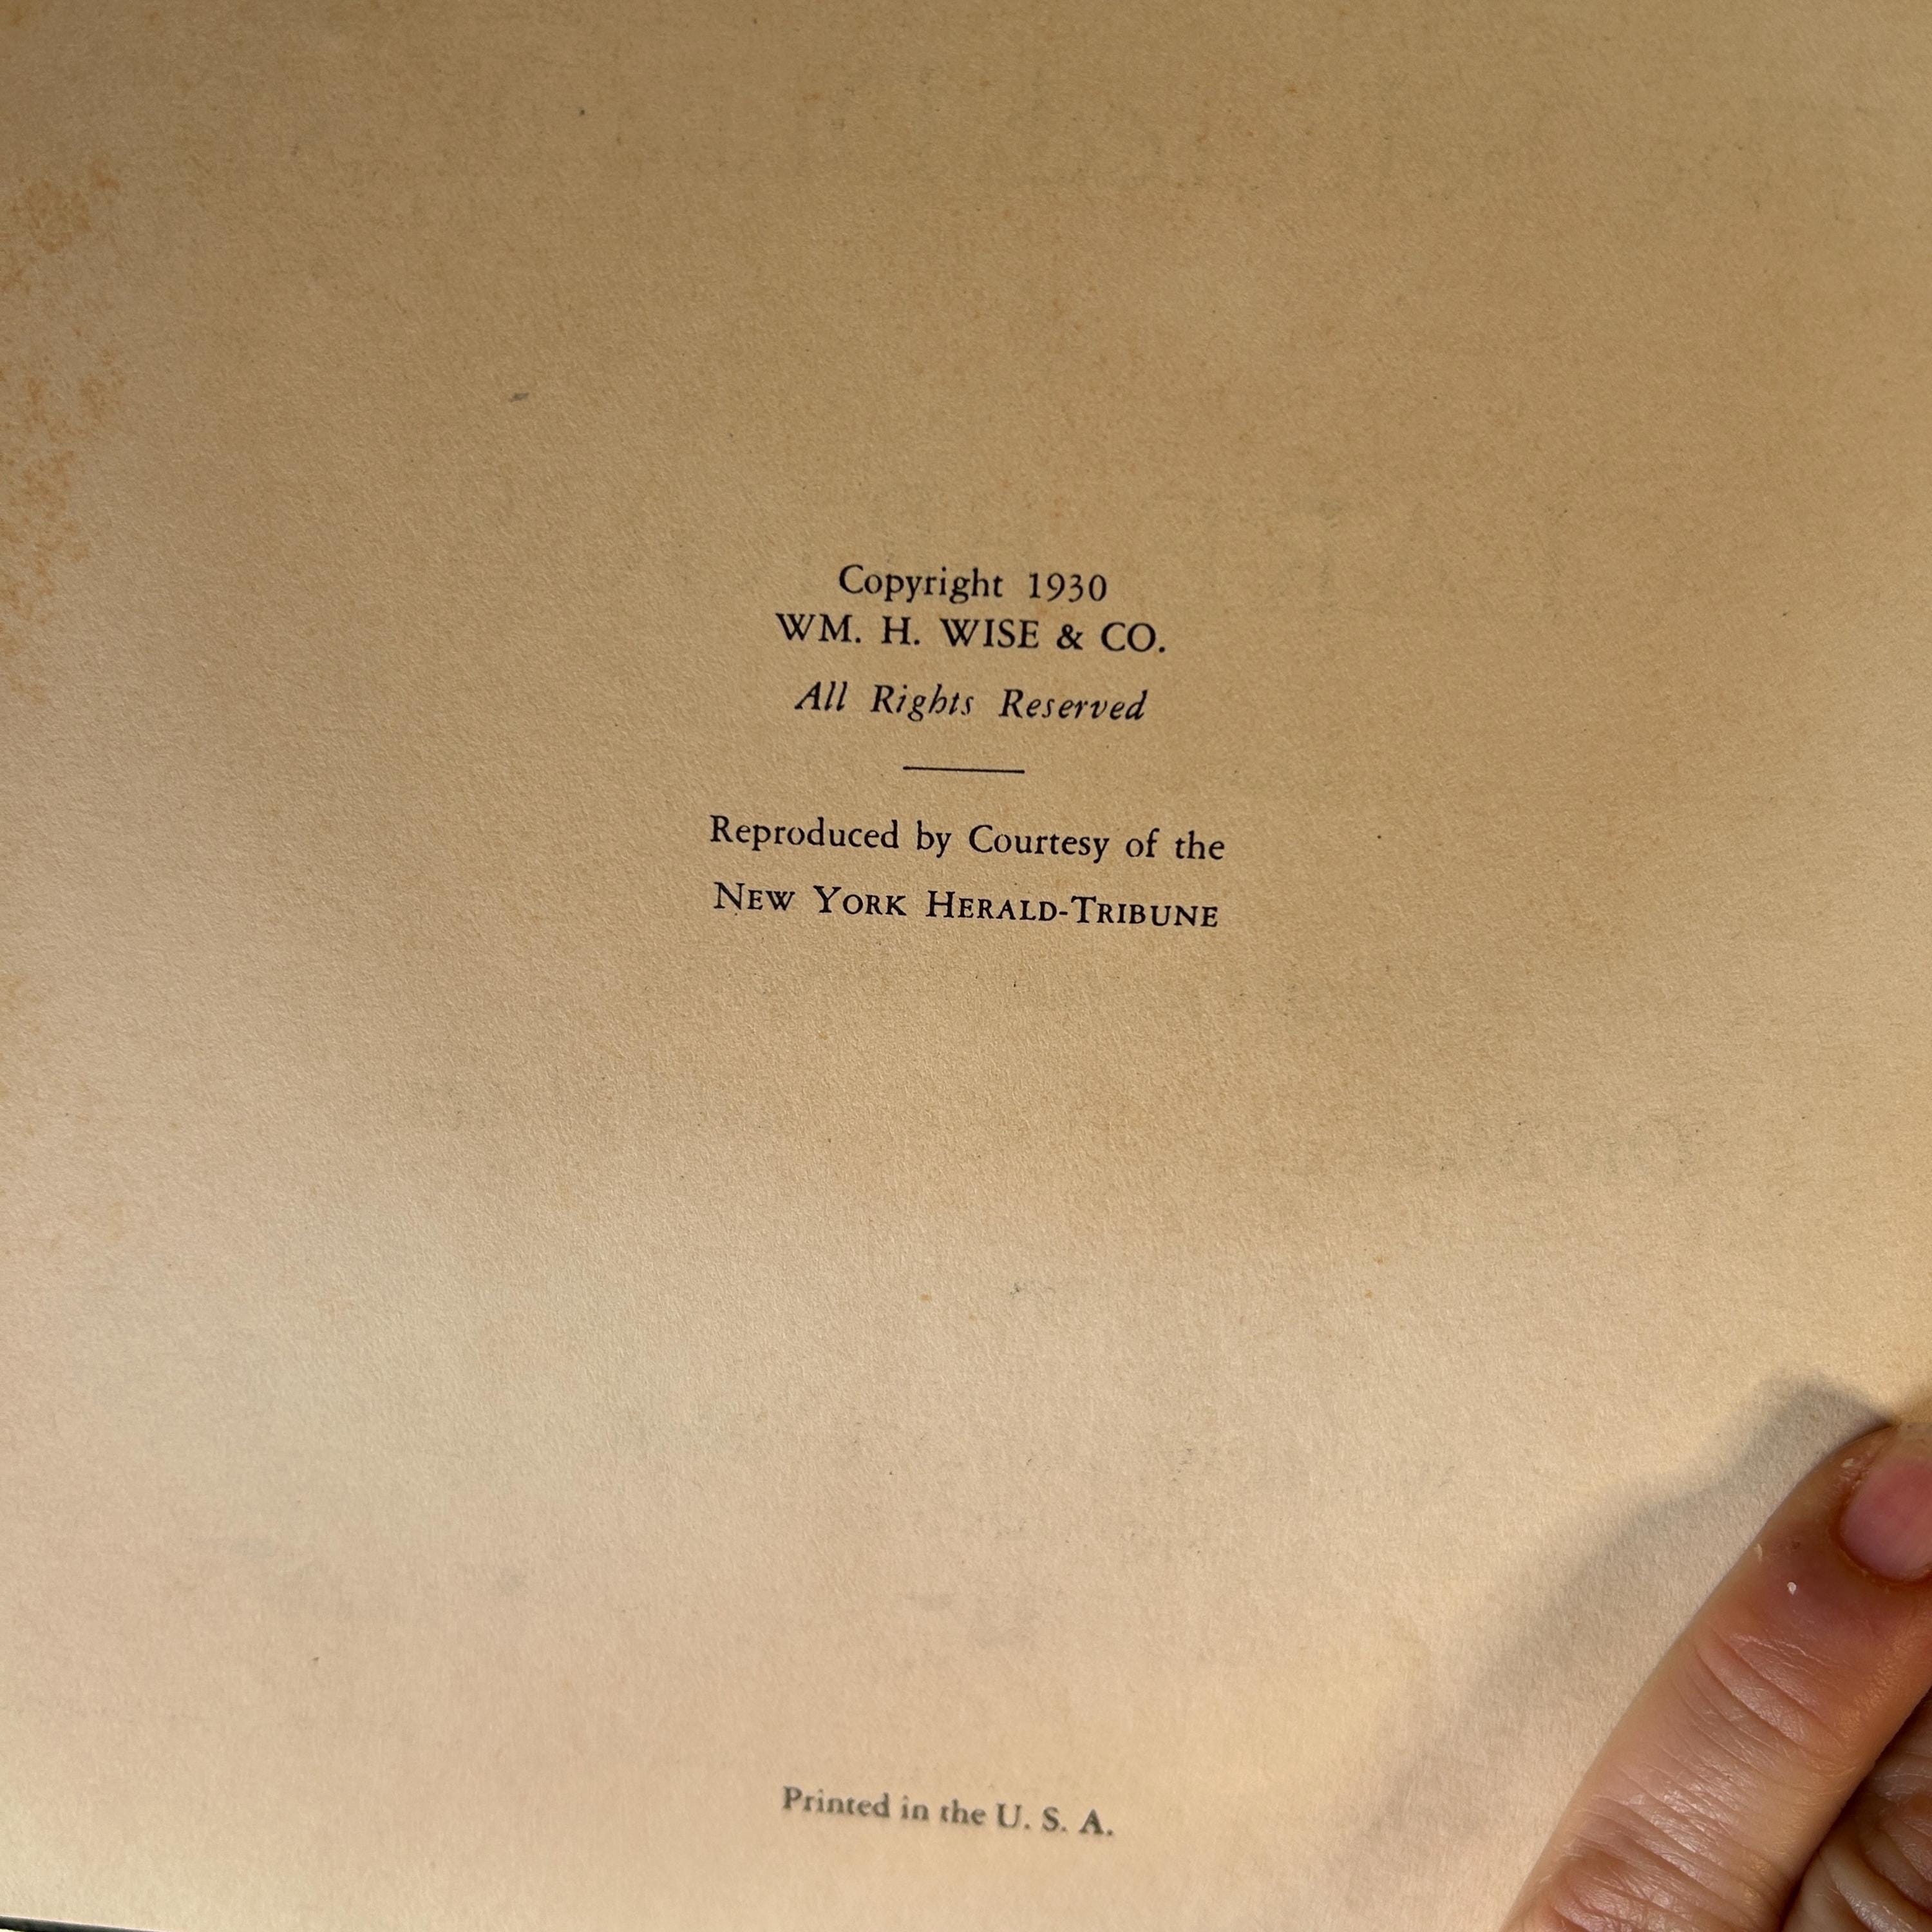 Copyright 1930
WM. H. WISE & CO.
All Rights Reserved
Reproduced by Courtesy of the
NEW YORK HERALD-TRIBUNE
Printed in the U. S. A.